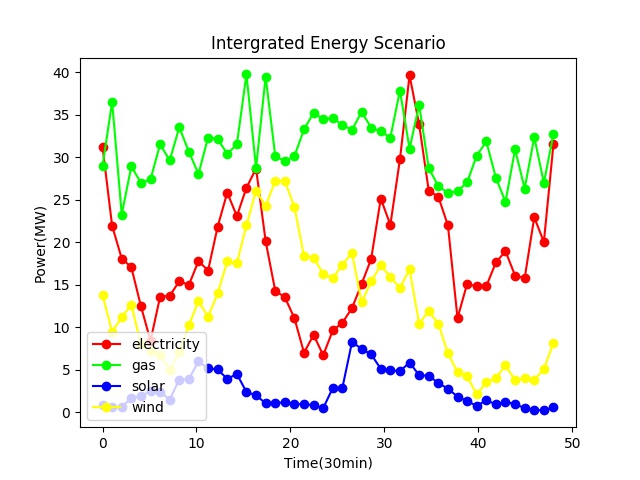 Intergrated Energy Scenario
Power(MW)
40
35
30
25
20
15
10
5
0
electricity
gas
solar
wind
0 10 20 30 40 50
Time(30min)